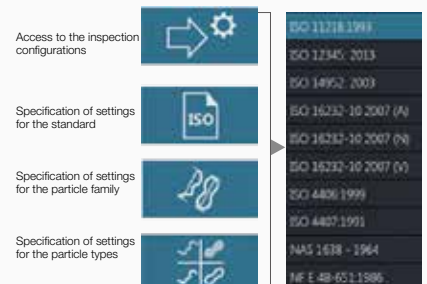 Access to the inspection
configurations
Specification of settings
for the standard
ISO
Specification of settings
for the particle family
Specification of settings
for the particle types
ISO 11218:1993
ISO 12345: 2013
ISO 14952: 2003
ISO 16232-10 2007 (A)
ISO 16232-10 2007 (N)
ISO 16232-10 2007 (V)
ISO 4406:1999
ISO 4407:1991
NAS 1638 - 1964
NF E 48-651:1986